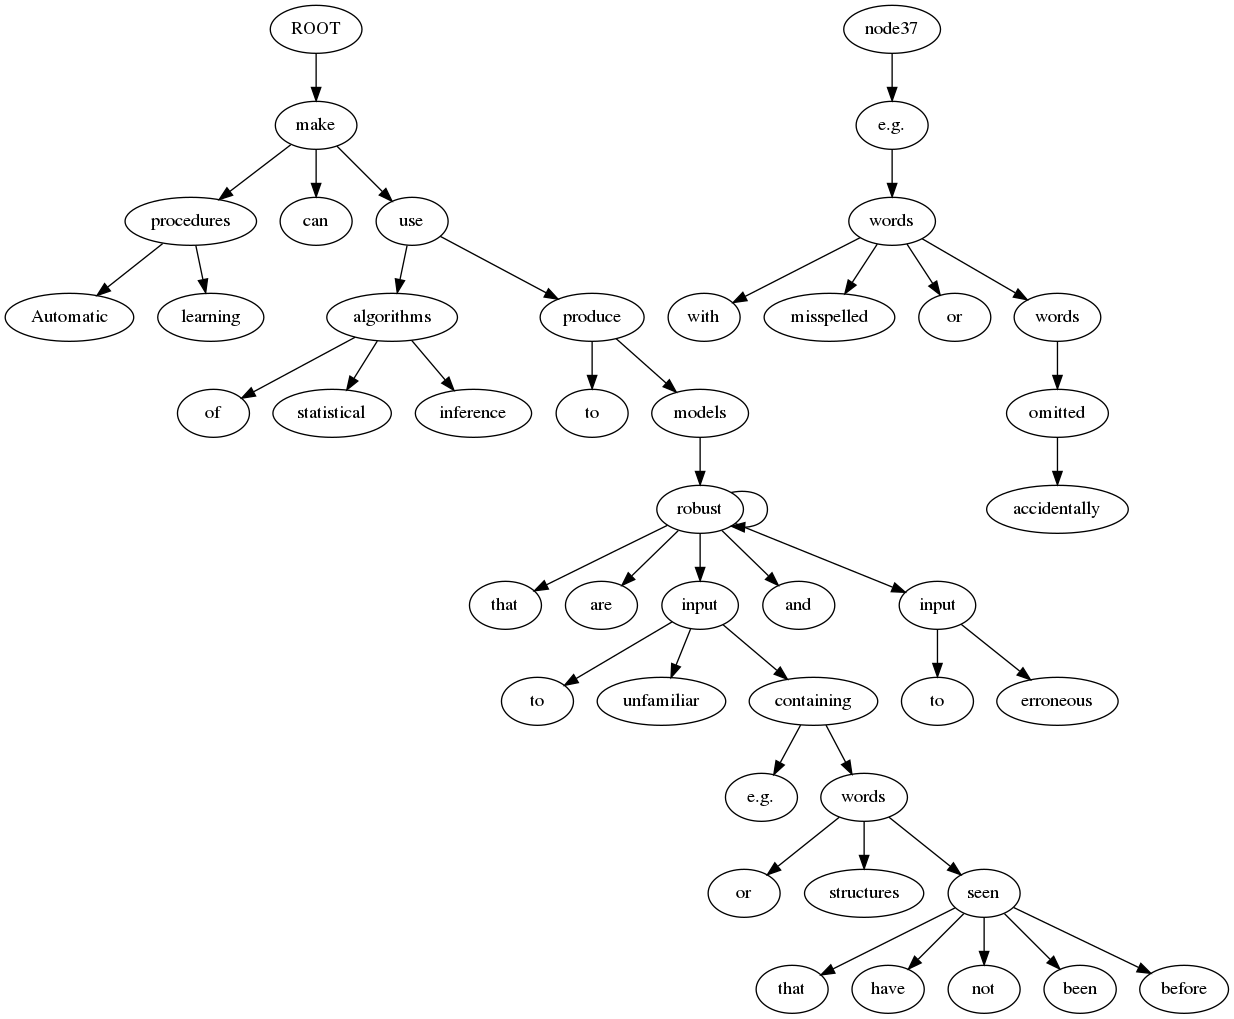 ROOT
node37
make
e.g.
procedures
can
use
words
Automatic
learning
algorithms
produce
with
misspelled
or
words
of
statistical
inference
to
models
omitted
robust
accidentally
that
are
input
and
input
to
unfamiliar
containing
to
erroneous
e.g.
words
or
structures
seen
that
have
not
been
before